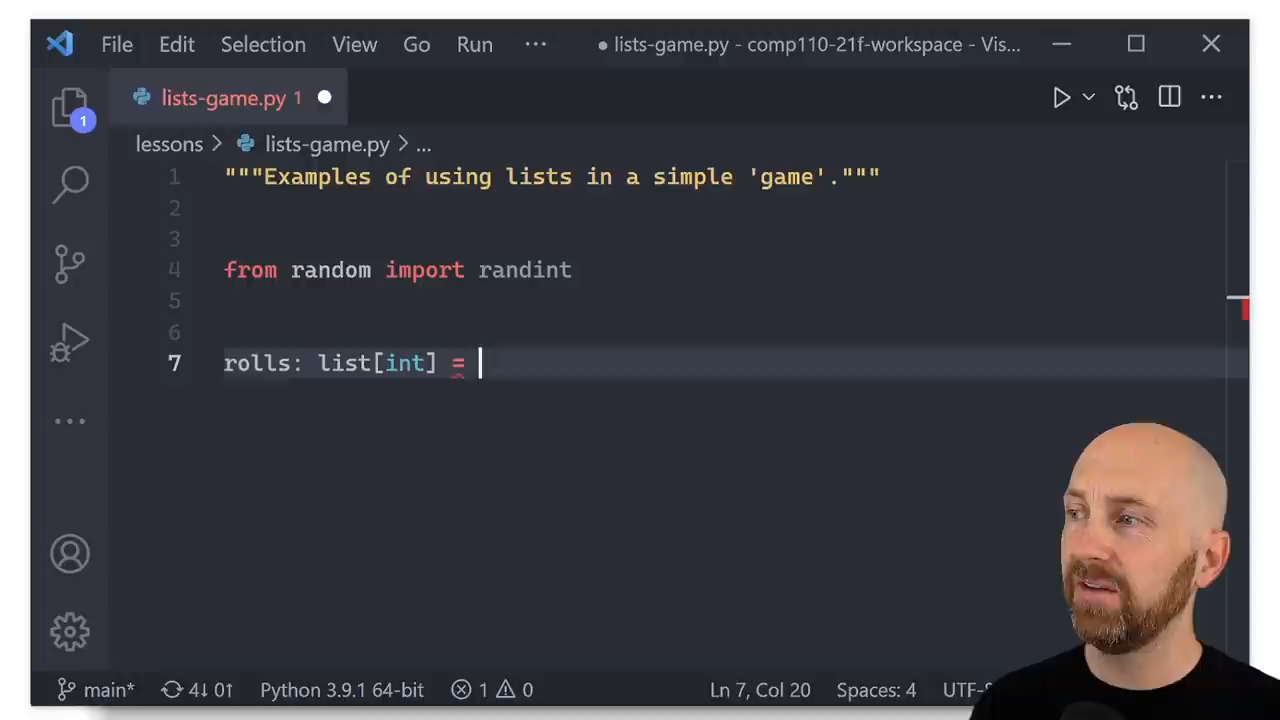 File Edit Selection View Go Run ··· ● lists-game.py - comp110-21f-workspace - Vis...
lists-game.py 1
1
lessons > lists-game.py > ...
1 """Examples of using lists in a simple 'game'."""
2
3
4 from random import randint
5
6
7 rolls: list[int] =
main* 4↓ 0↑ Python 3.9.1 64-bit 1 0 Ln 7, Col 20 Spaces: 4 UTF-